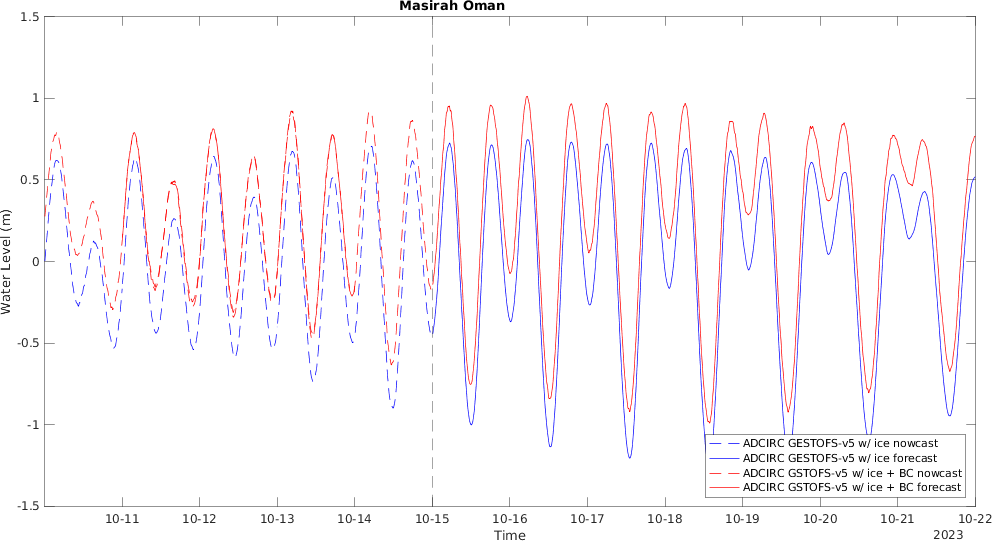 Masirah Oman
1.5
1
0.5
0
-0.5
-1
-1.5
Water Level (m)
10-11 10-12 10-13 10-14 10-15 10-16 10-17 10-18 10-19 10-20 10-21 10-22
Time
2023
ADCIRC GESTOFS-v5 w/ ice nowcast
ADCIRC GESTOFS-v5 w/ ice forecast
ADCIRC GSTOFS-v5 w/ ice + BC nowcast
ADCIRC GSTOFS-v5 w/ ice + BC forecast